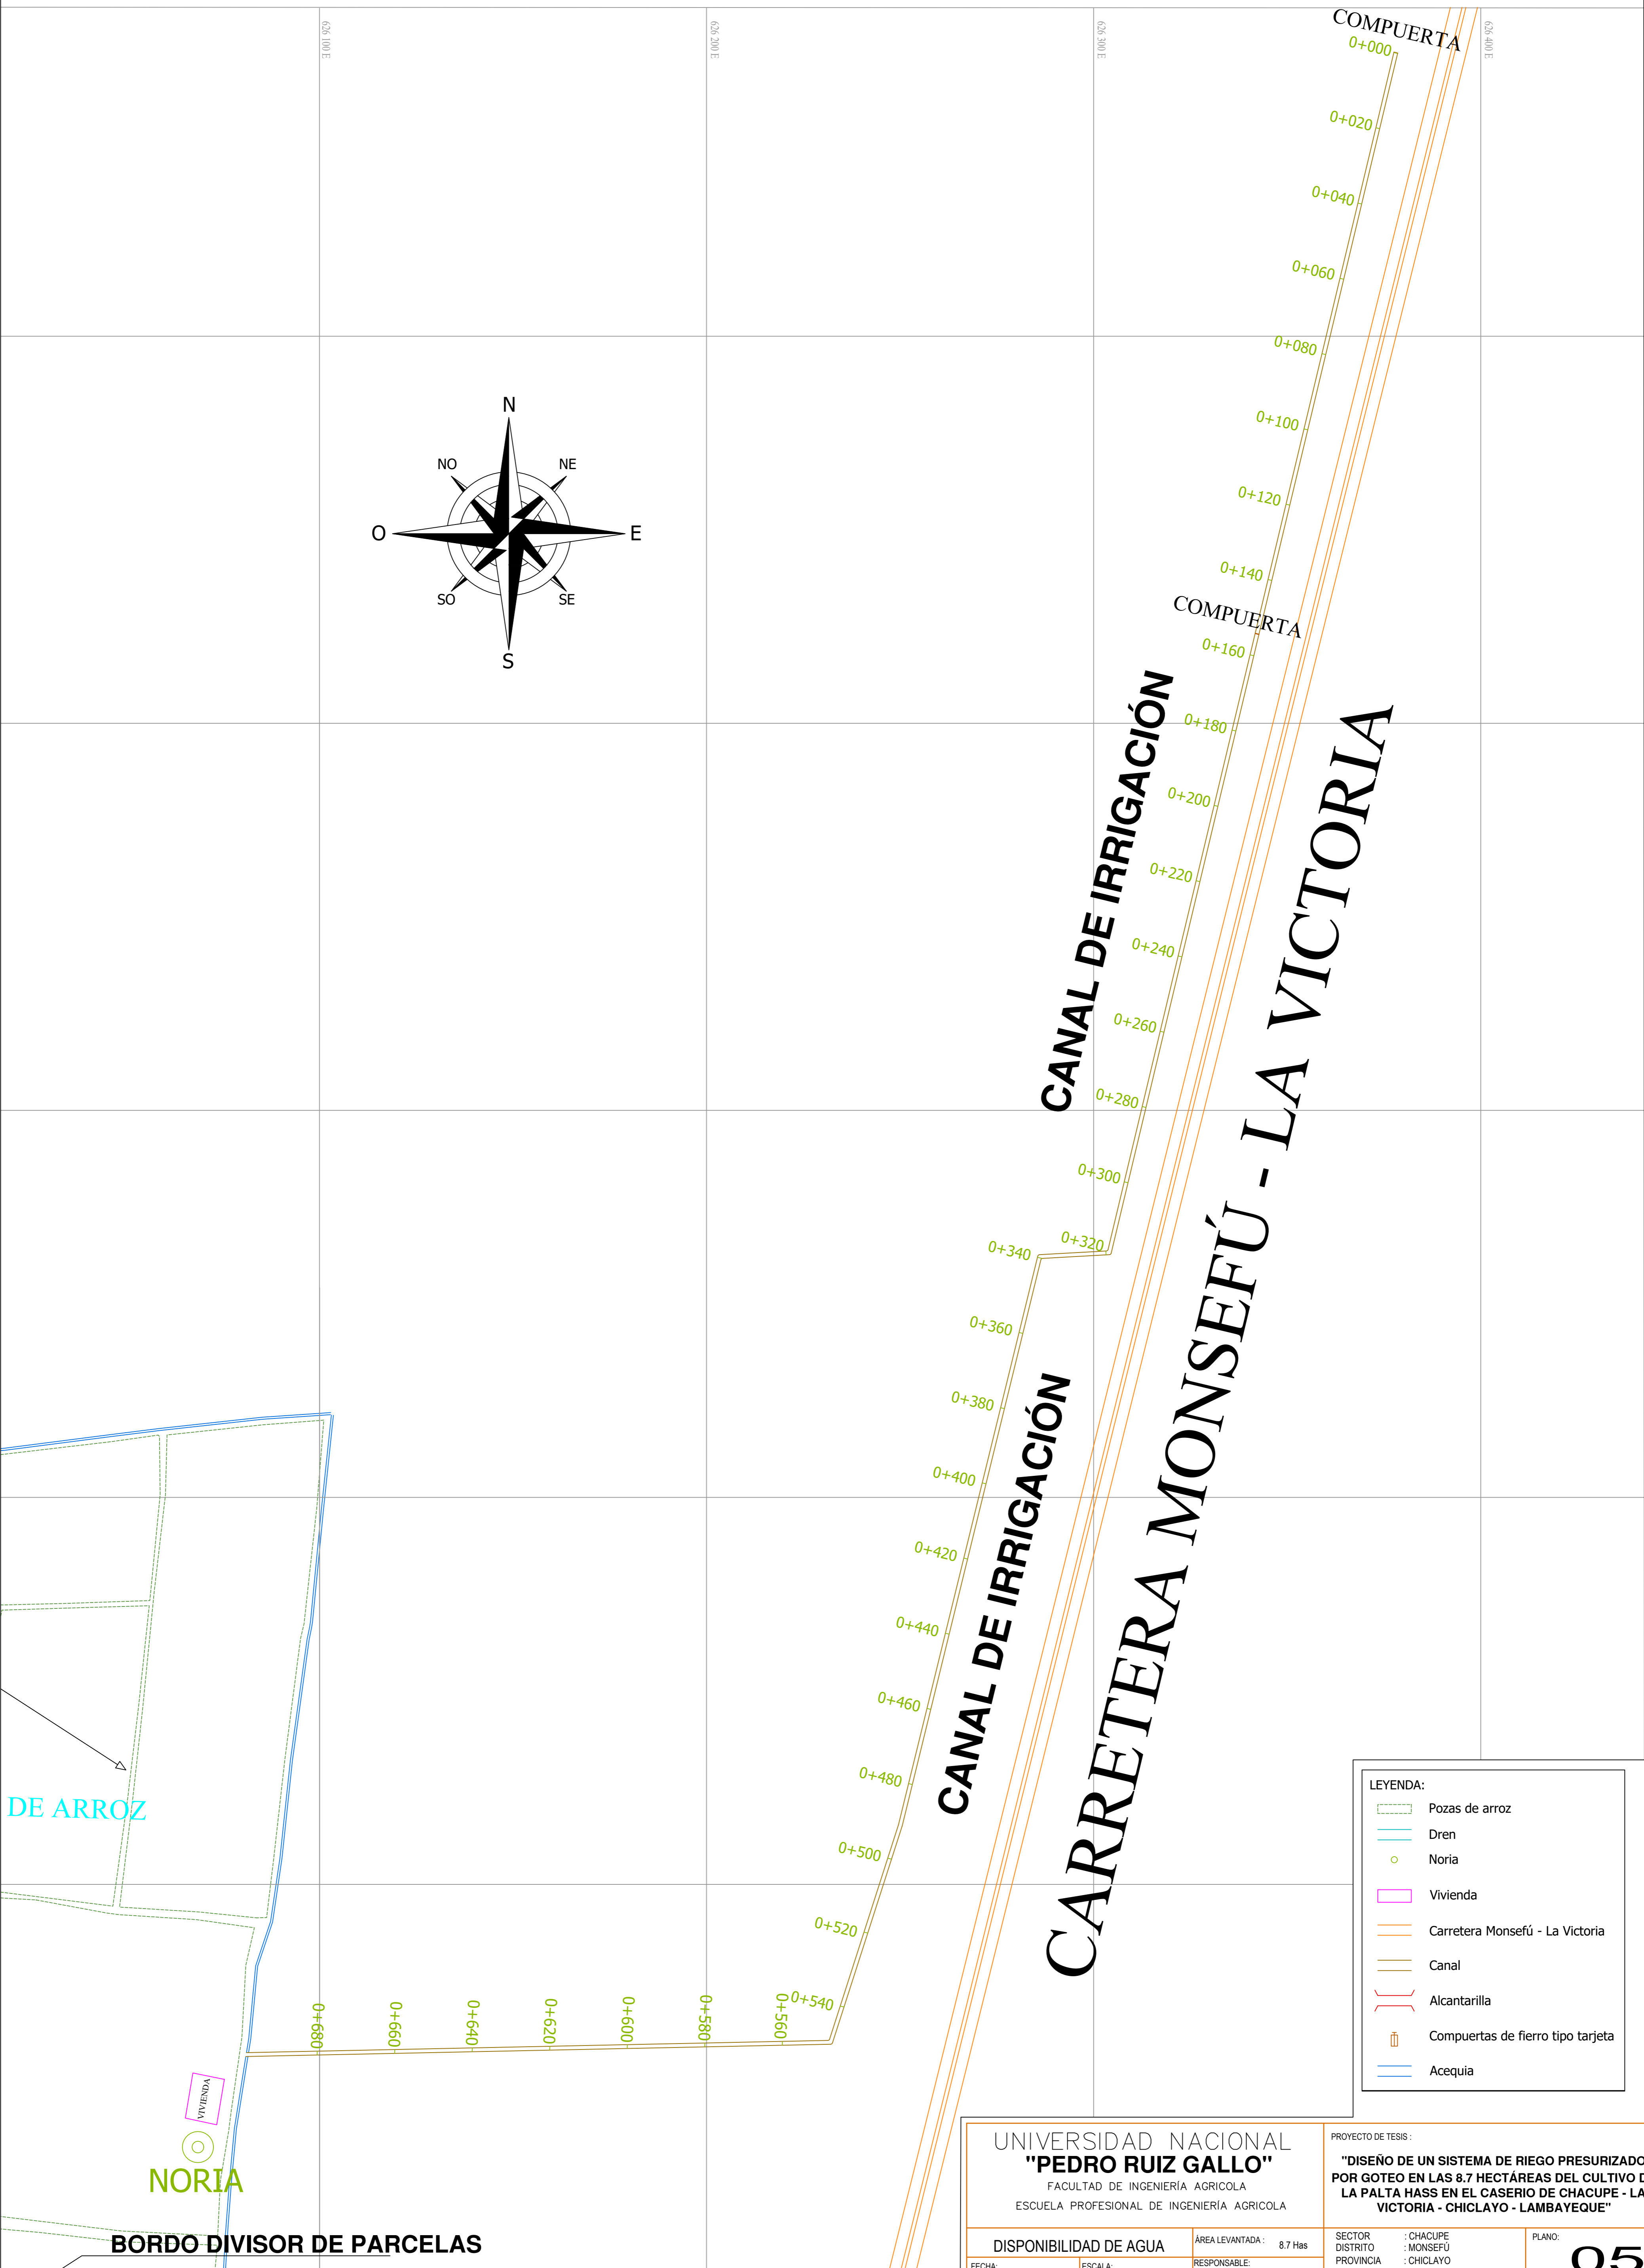 626 100 E
626 200 E
626 300 E
626 400 E
COMPUERTA
0+000
0+020
0+040
0+060
0+080
0+100
0+120
0+140
COMPUERTA
0+160
0+180
0+200
0+220
0+240
0+260
0+280
0+300
0+320
0+340
0+360
0+380
0+400
0+420
0+440
0+460
0+480
0+500
0+520
0+540
0+560
0+580
0+600
0+620
0+640
0+660
0+680
N
NO
NE
O
E
SO
SE
S
CANAL DE IRRIGACIÓN
CANAL DE IRRIGACIÓN
CARRETERA MONSEFÚ - LA VICTORIA
DE ARROZ
VIVIENDA
NORIA
BORDO DIVISOR DE PARCELAS
LEYENDA:
Pozas de arroz
Dren
Noria
Vivienda
Carretera Monsefú - La Victoria
Canal
Alcantarilla
Compuertas de fierro tipo tarjeta
Acequia
UNIVERSIDAD NACIONAL
"PEDRO RUIZ GALLO"
FACULTAD DE INGENIERÍA AGRICOLA
ESCUELA PROFESIONAL DE INGENIERÍA AGRICOLA
PROYECTO DE TESIS :
"DISEÑO DE UN SISTEMA DE RIEGO PRESURIZADO
POR GOTEO EN LAS 8.7 HECTÁREAS DEL CULTIVO D
LA PALTA HASS EN EL CASERIO DE CHACUPE - LA
VICTORIA - CHICLAYO - LAMBAYEQUE"
DISPONIBILIDAD DE AGUA
ÁREA LEVANTADA : 8.7 Has
FECHA:
ESCALA:
RESPONSABLE:
SECTOR : CHACUPE
DISTRITO : MONSEFÚ
PROVINCIA : CHICLAYO
PLANO:
05